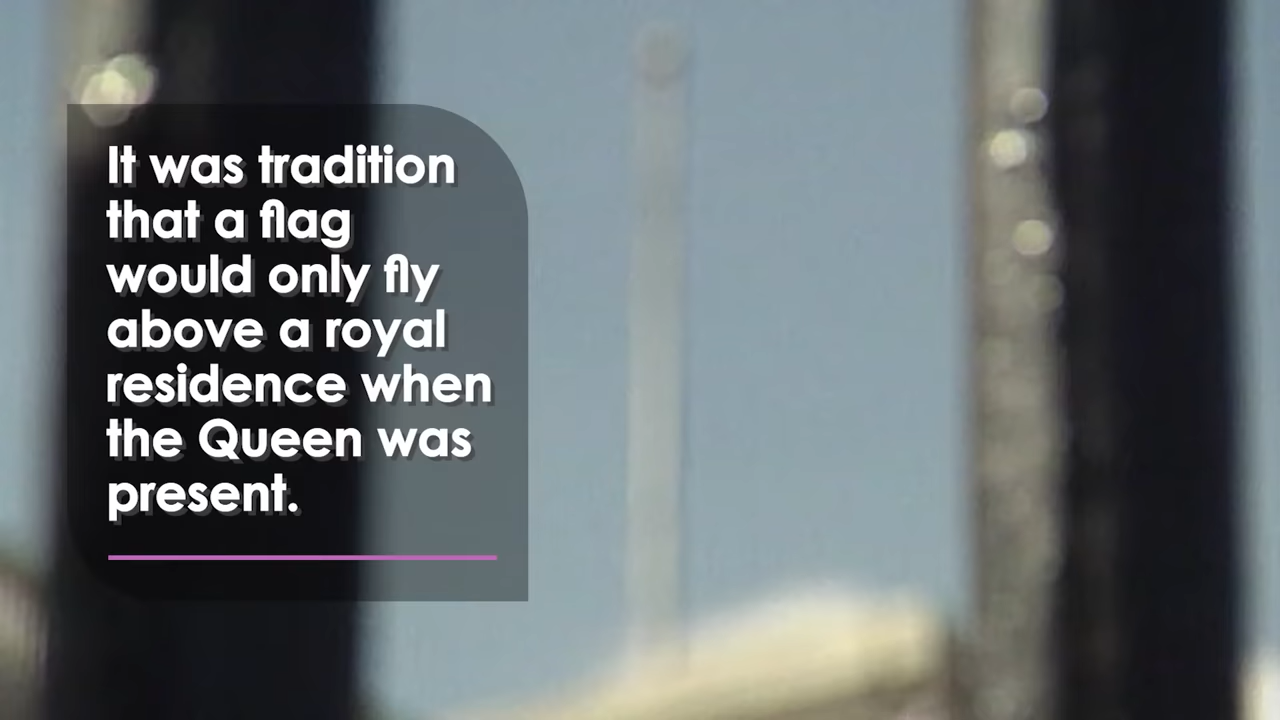 It was tradition
that a flag
would only fly
above a royal
residence when
the Queen was
present.